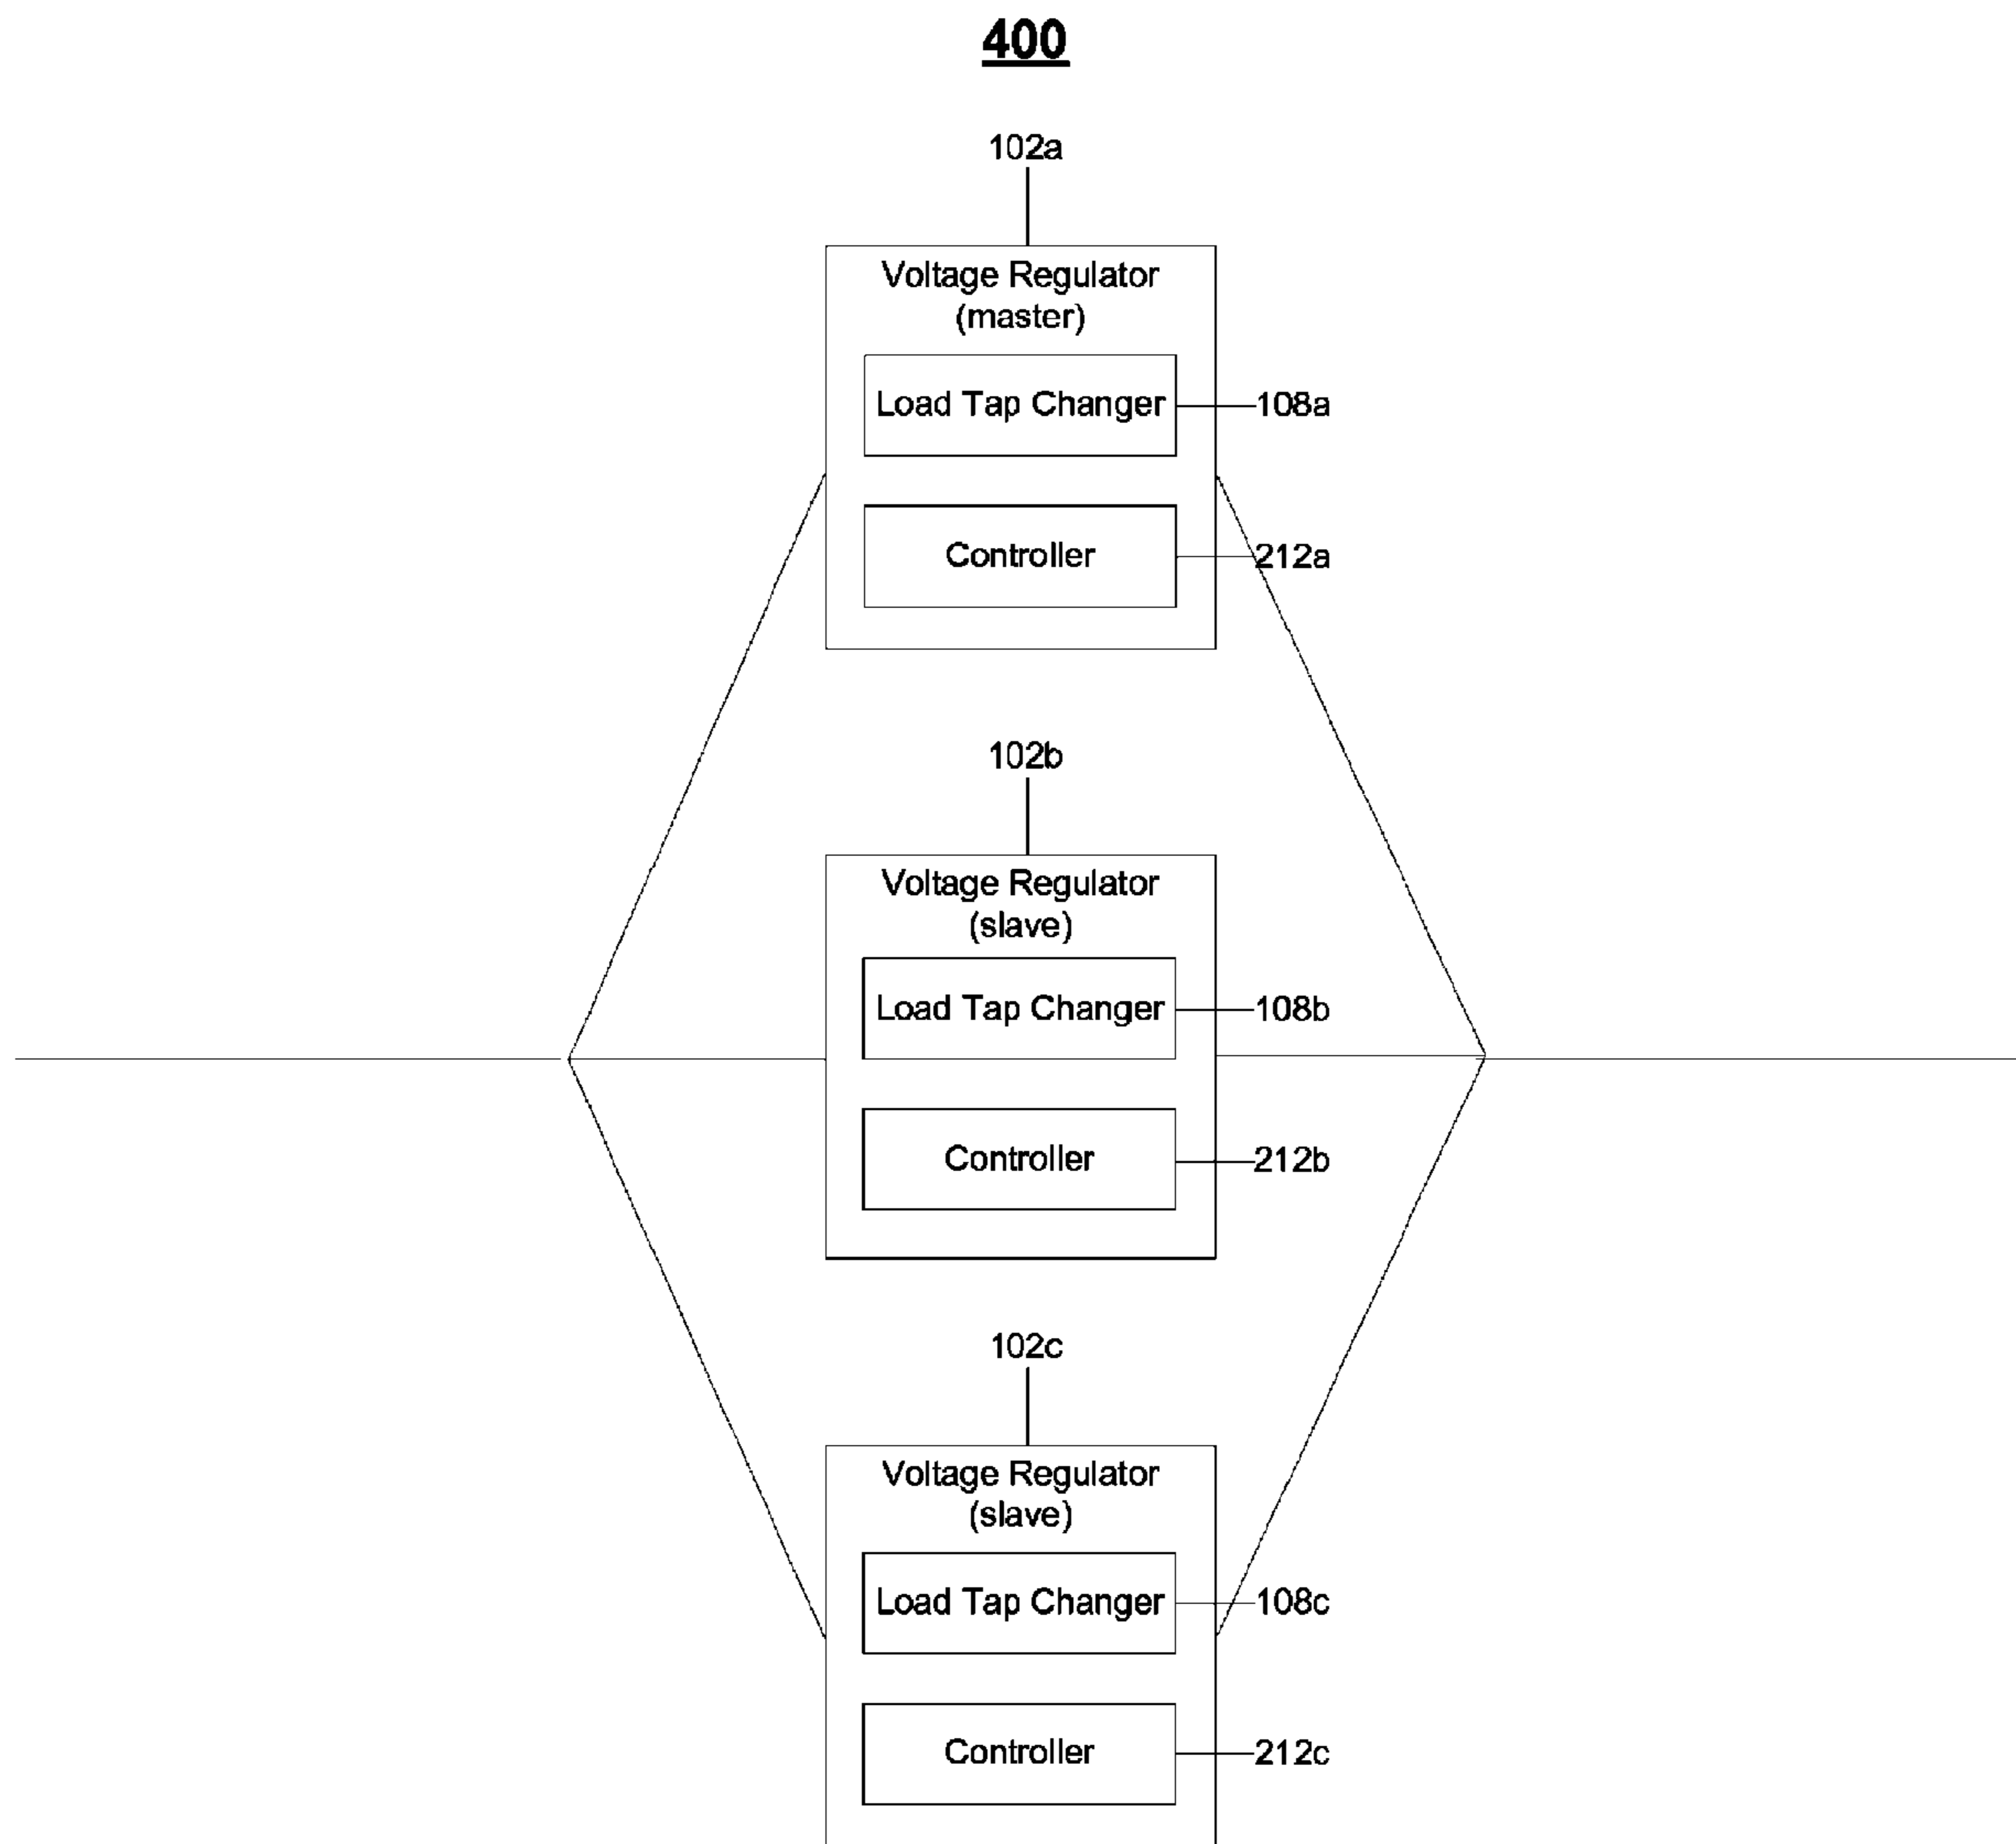 400
102a
Voltage Regulator
(master)
Load Tap Changer
108a
Controller
212a
102b
Voltage Regulator
(slave)
Load Tap Changer
108b
Controller
212b
102c
Voltage Regulator
(slave)
Load Tap Changer
108c
Controller
212c